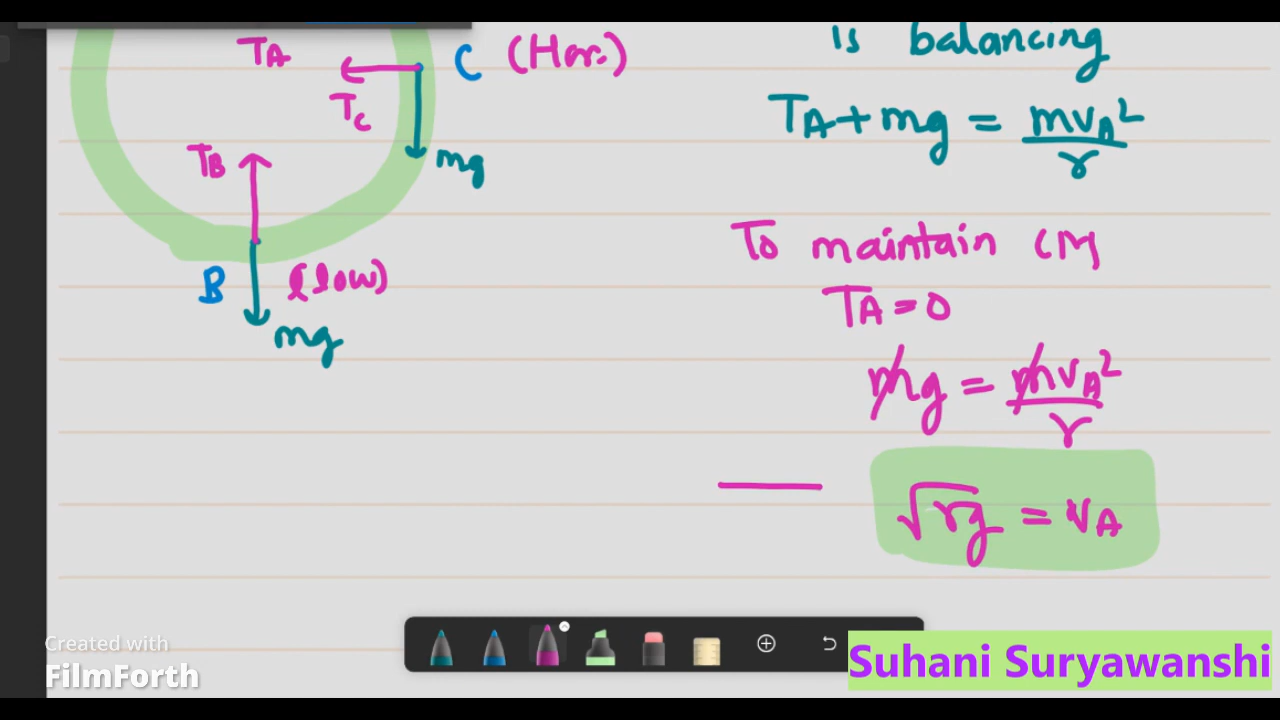 TA
C (Hor.)
TC
mg
TB
B (low)
mg
is balancing
TA + mg = mvA²
r
To maintain CM
TA = 0
mg = mvA²
r
√rg = vA
Created with
FilmForth
Suhani Suryawanshi